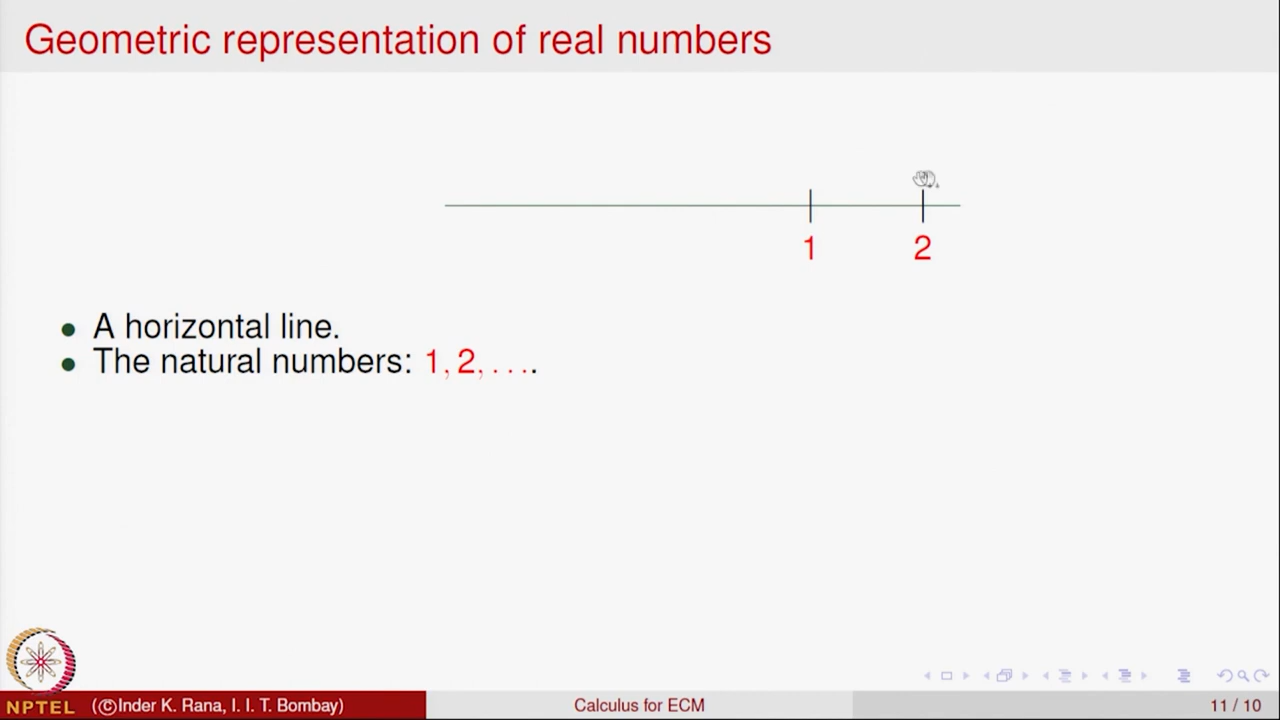 Geometric representation of real numbers
1 2
• A horizontal line.
• The natural numbers: 1, 2, . . ..
NPTEL (©Inder K. Rana, I. I. T. Bombay) Calculus for ECM 11 / 10